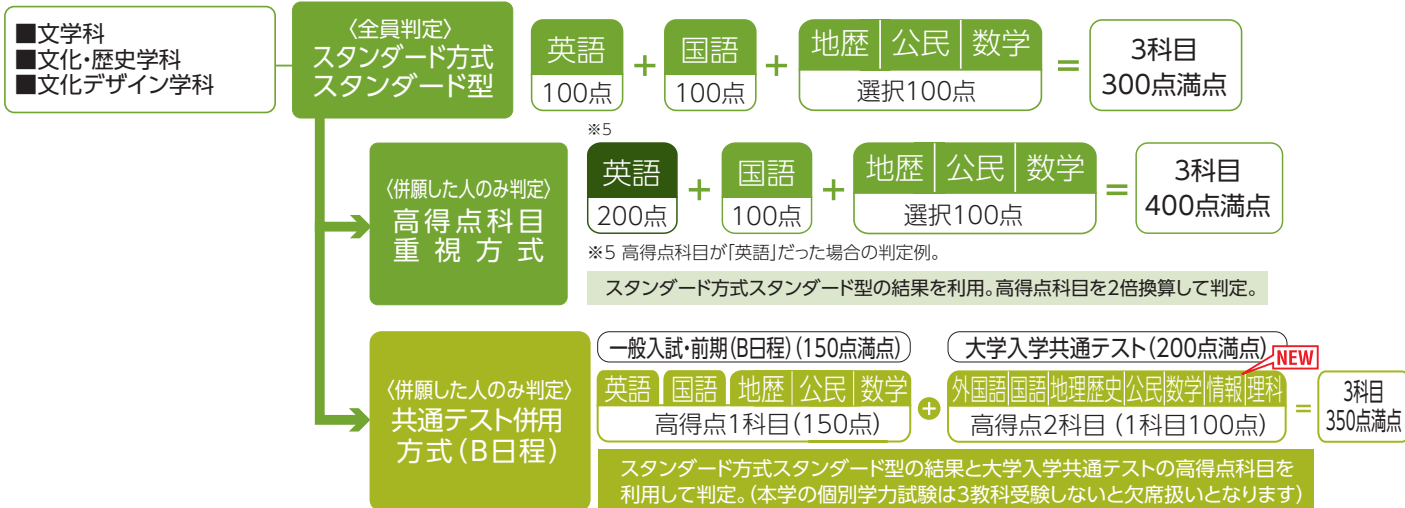 ■文学科
■文化・歴史学科
■文化デザイン学科
〈全員判定〉
スタンダード方式
スタンダード型
英語
100点
+
国語
100点
+
地歴 公民 数学
選択100点
=
3科目
300点満点
〈併願した人のみ判定〉
高得点科目
重視方式
※5
英語
200点
+
国語
100点
+
地歴 公民 数学
選択100点
=
3科目
400点満点
※5 高得点科目が「英語」だった場合の判定例。
スタンダード方式スタンダード型の結果を利用。高得点科目を2倍換算して判定。
〈併願した人のみ判定〉
共通テスト併用
方式(B日程)
一般入試・前期(B日程)(150点満点)
英語 国語 地歴 公民 数学
高得点1科目(150点)
+
大学入学共通テスト(200点満点)
NEW
外国語 国語 地理歴史 公民 数学 情報 理科
高得点2科目(1科目100点)
=
3科目
350点満点
スタンダード方式スタンダード型の結果と大学入学共通テストの高得点科目を
利用して判定。(本学の個別学力試験は3教科受験しないと欠席扱いとなります)